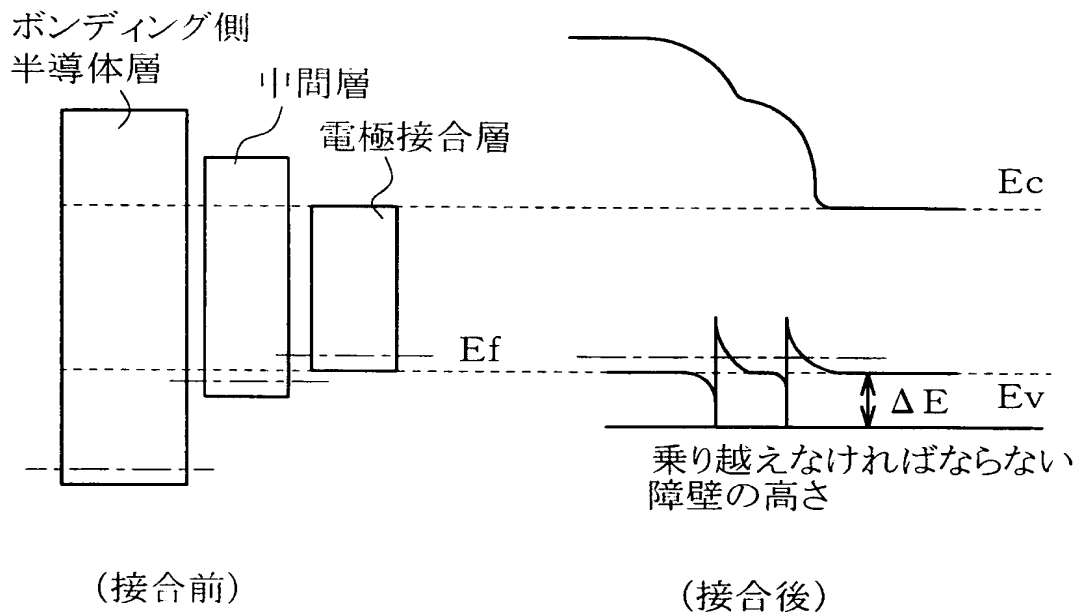 ボンディング側
半導体層
中間層
電極接合層
Ec
Ef
Ev
ΔE
乗り越えなければならない
障壁の高さ
(接合前)
(接合後)